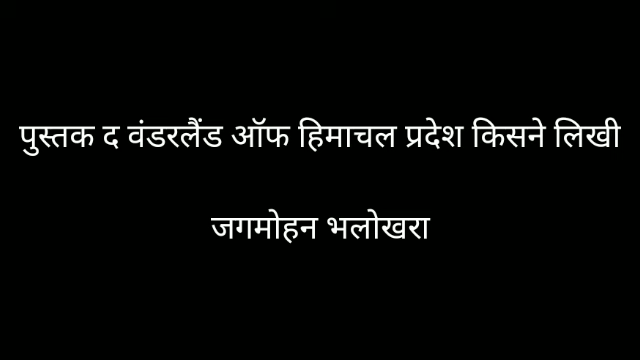 पुस्तक द वंडरलैंड ऑफ हिमाचल प्रदेश किसने लिखी
जगमोहन भलोखरा